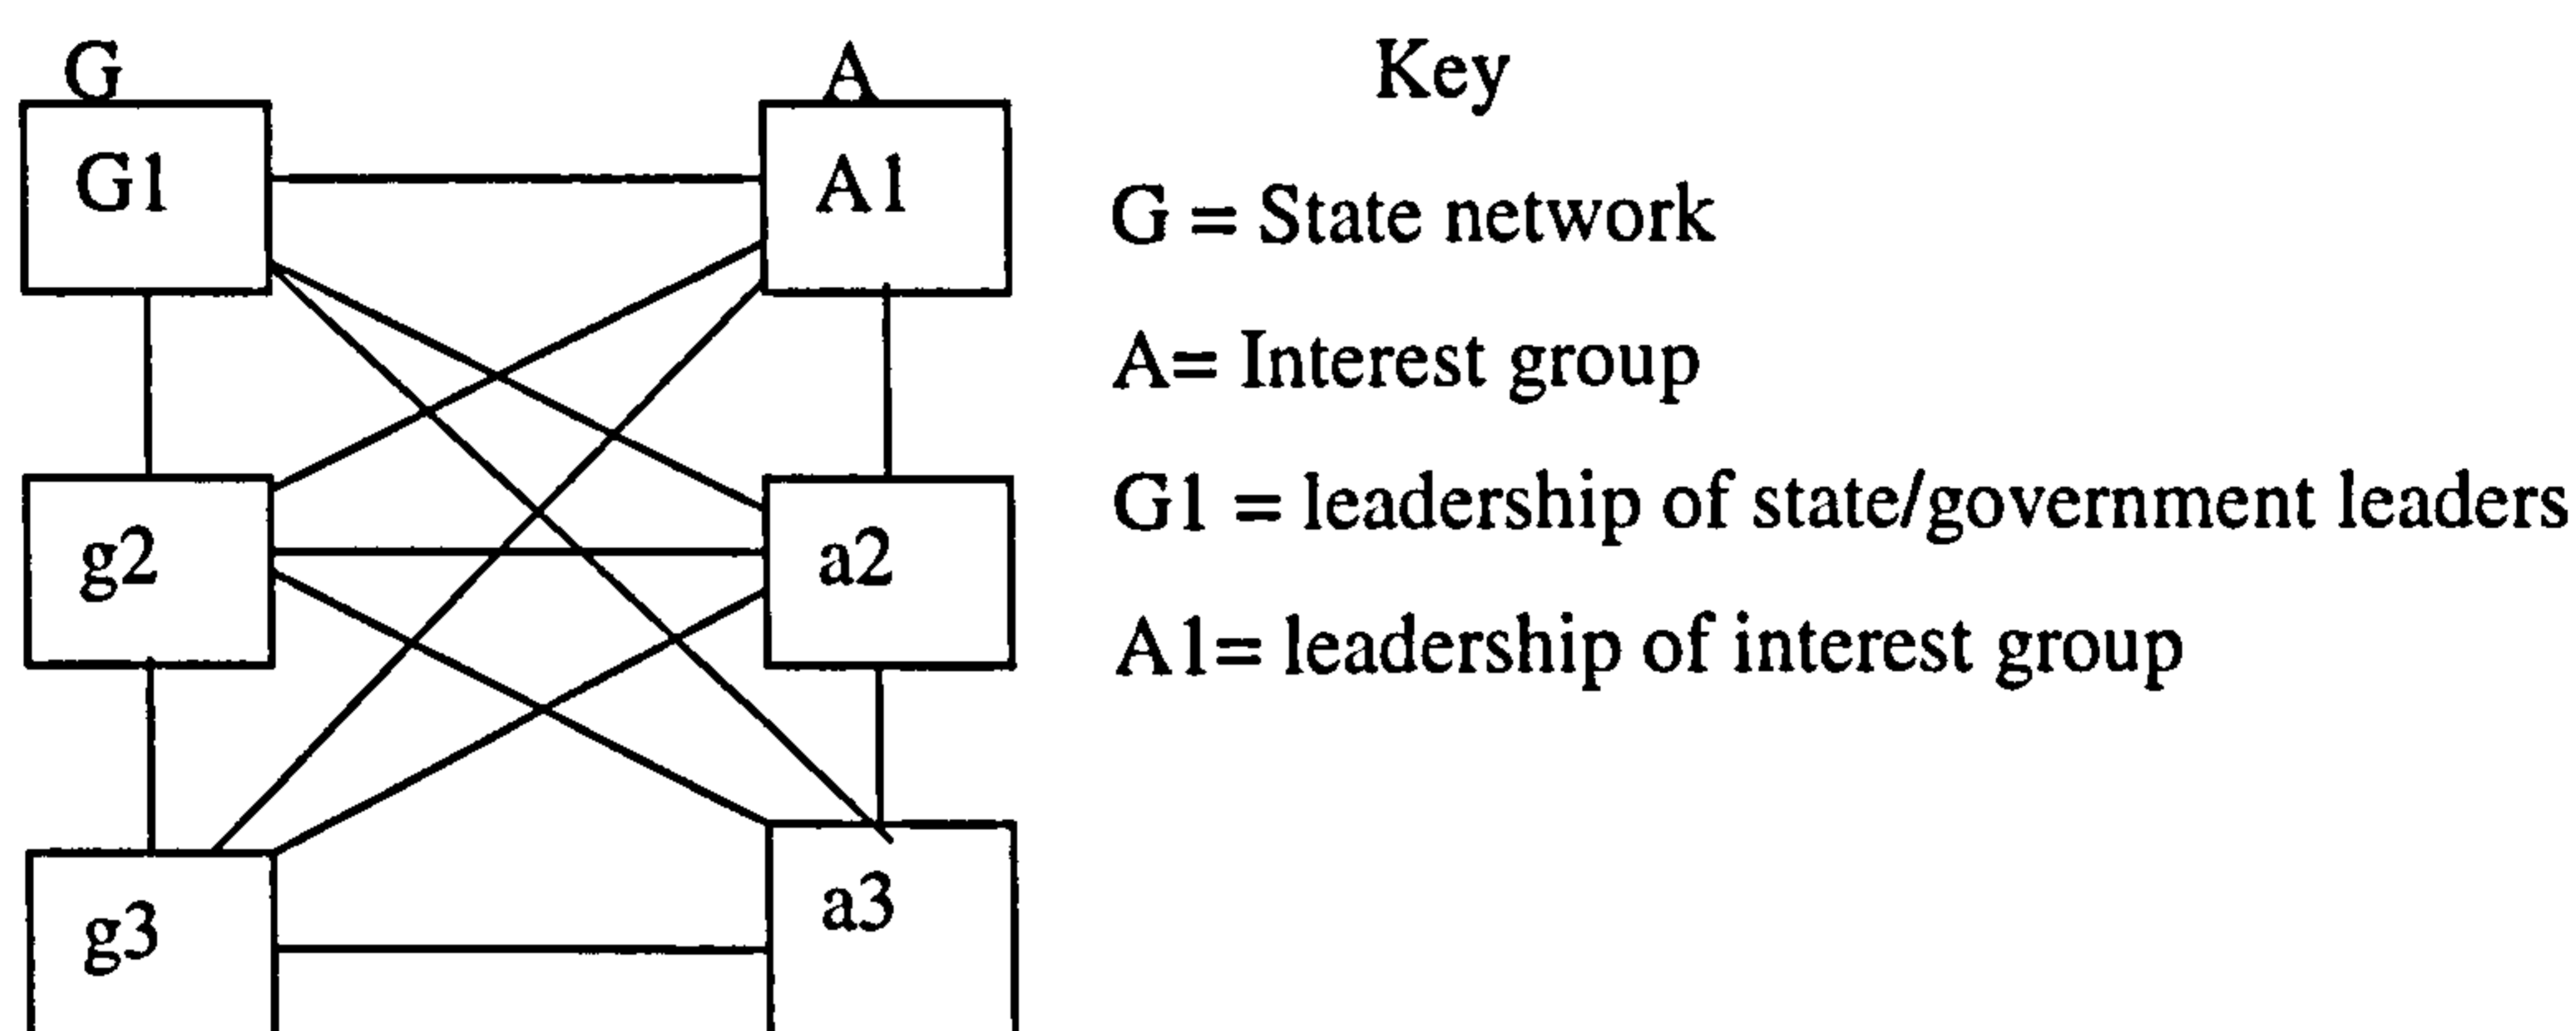 G A
G1 A1
g2 a2
g3 a3
Key
G = State network
A= Interest group
G1 = leadership of state/government leaders
A1= leadership of interest group